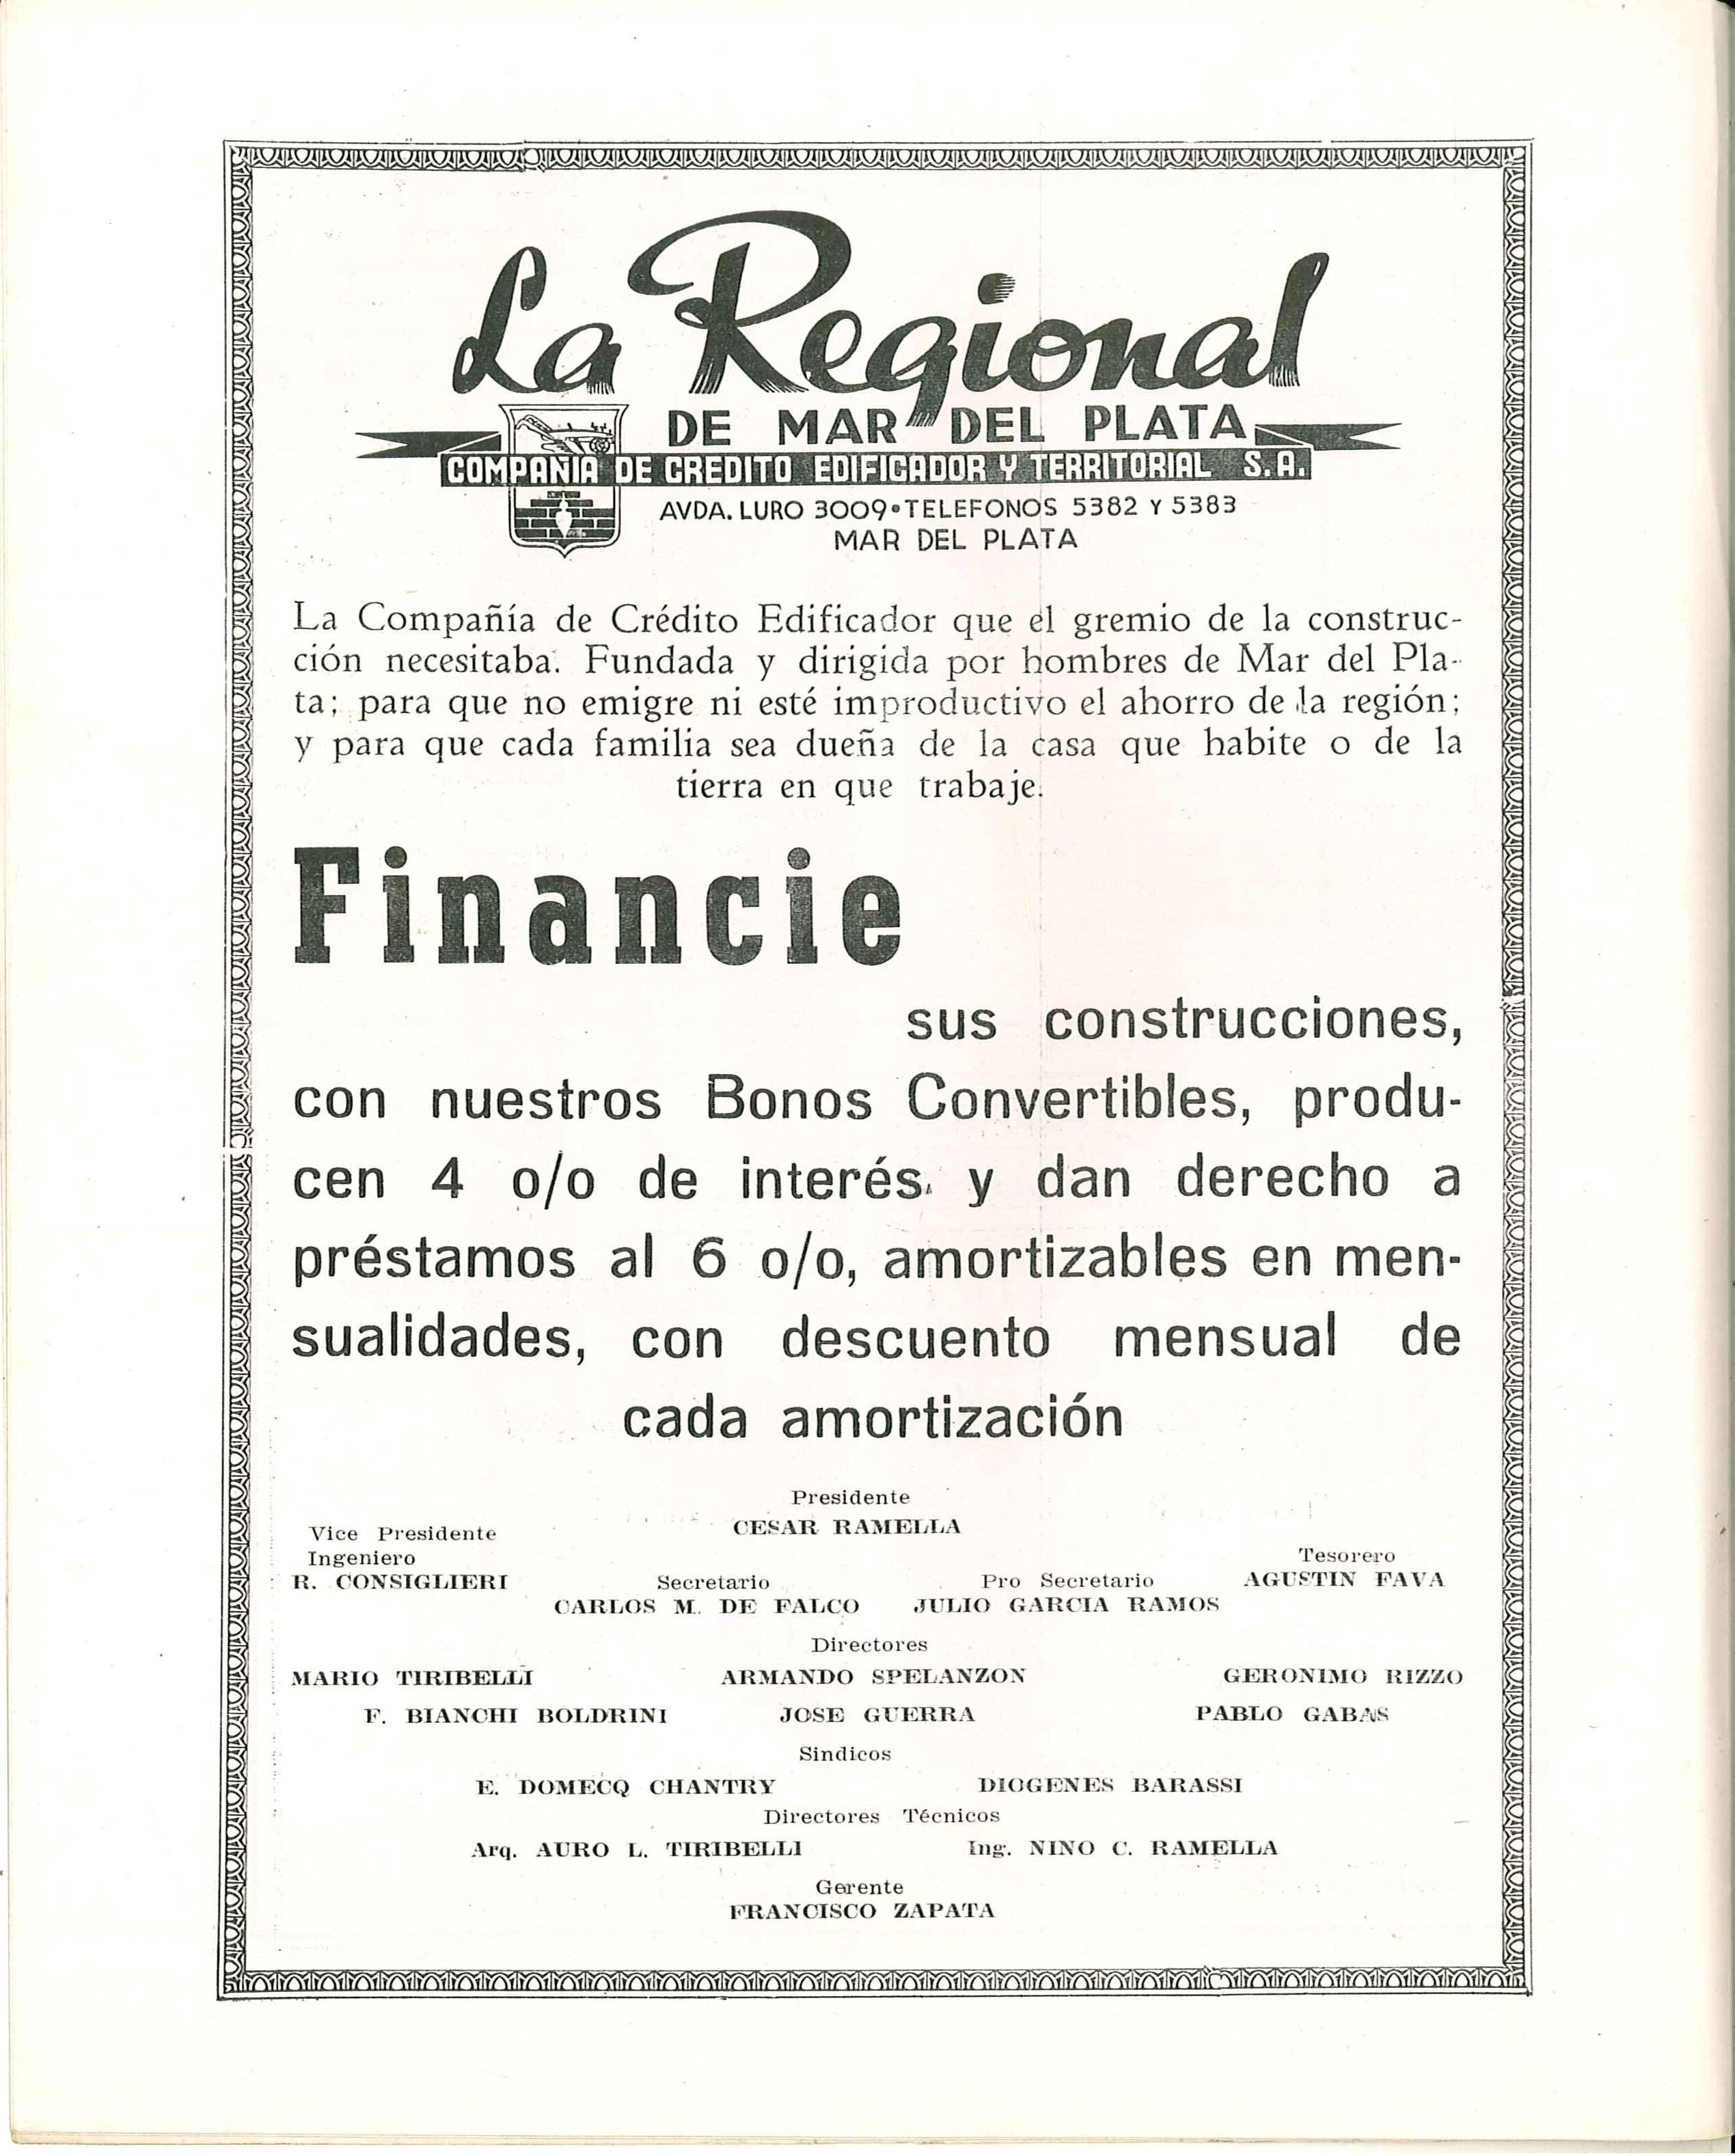 La Regional
DE MAR DEL PLATA
COMPAÑIA DE CREDITO EDIFICADOR Y TERRITORIAL S.A.
AVDA. LURO 3009 • TELEFONOS 5382 Y 5383
MAR DEL PLATA
La Compañía de Crédito Edificador que el gremio de la construc-
ción necesitaba. Fundada y dirigida por hombres de Mar del Pla-
ta; para que no emigre ni esté improductivo el ahorro de la región;
y para que cada familia sea dueña de la casa que habite o de la
tierra en que trabaje.
Financie
sus construcciones,
con nuestros Bonos Convertibles, produ-
cen 4 o/o de interés y dan derecho a
préstamos al 6 o/o, amortizables en men-
sualidades, con descuento mensual de
cada amortización
Presidente
CESAR RAMELLA
Vice Presidente
Ingeniero
R. CONSIGLIERI
Tesorero
AGUSTIN FAVA
Secretario
CARLOS M. DE FALCO
Pro Secretario
JULIO GARCIA RAMOS
Directores
MARIO TIRIBELLI ARMANDO SPELANZON GERONIMO RIZZO
F. BIANCHI BOLDRINI JOSE GUERRA PABLO GABAS
Sindicos
E. DOMECQ CHANTRY DIOGENES BARASSI
Directores Técnicos
Arq. AURO L. TIRIBELLI Ing. NINO C. RAMELLA
Gerente
FRANCISCO ZAPATA